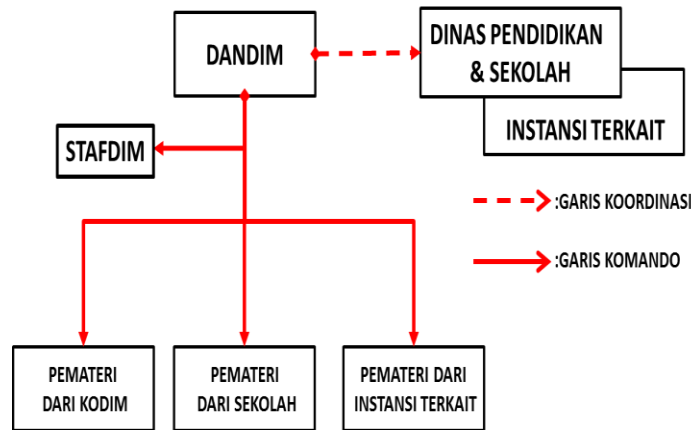 DANDIM
DINAS PENDIDIKAN
& SEKOLAH
INSTANSI TERKAIT
STAFDIM
:GARIS KOORDINASI
:GARIS KOMANDO
PEMATERI
DARI KODIM
PEMATERI
DARI SEKOLAH
PEMATERI DARI
INSTANSI TERKAIT